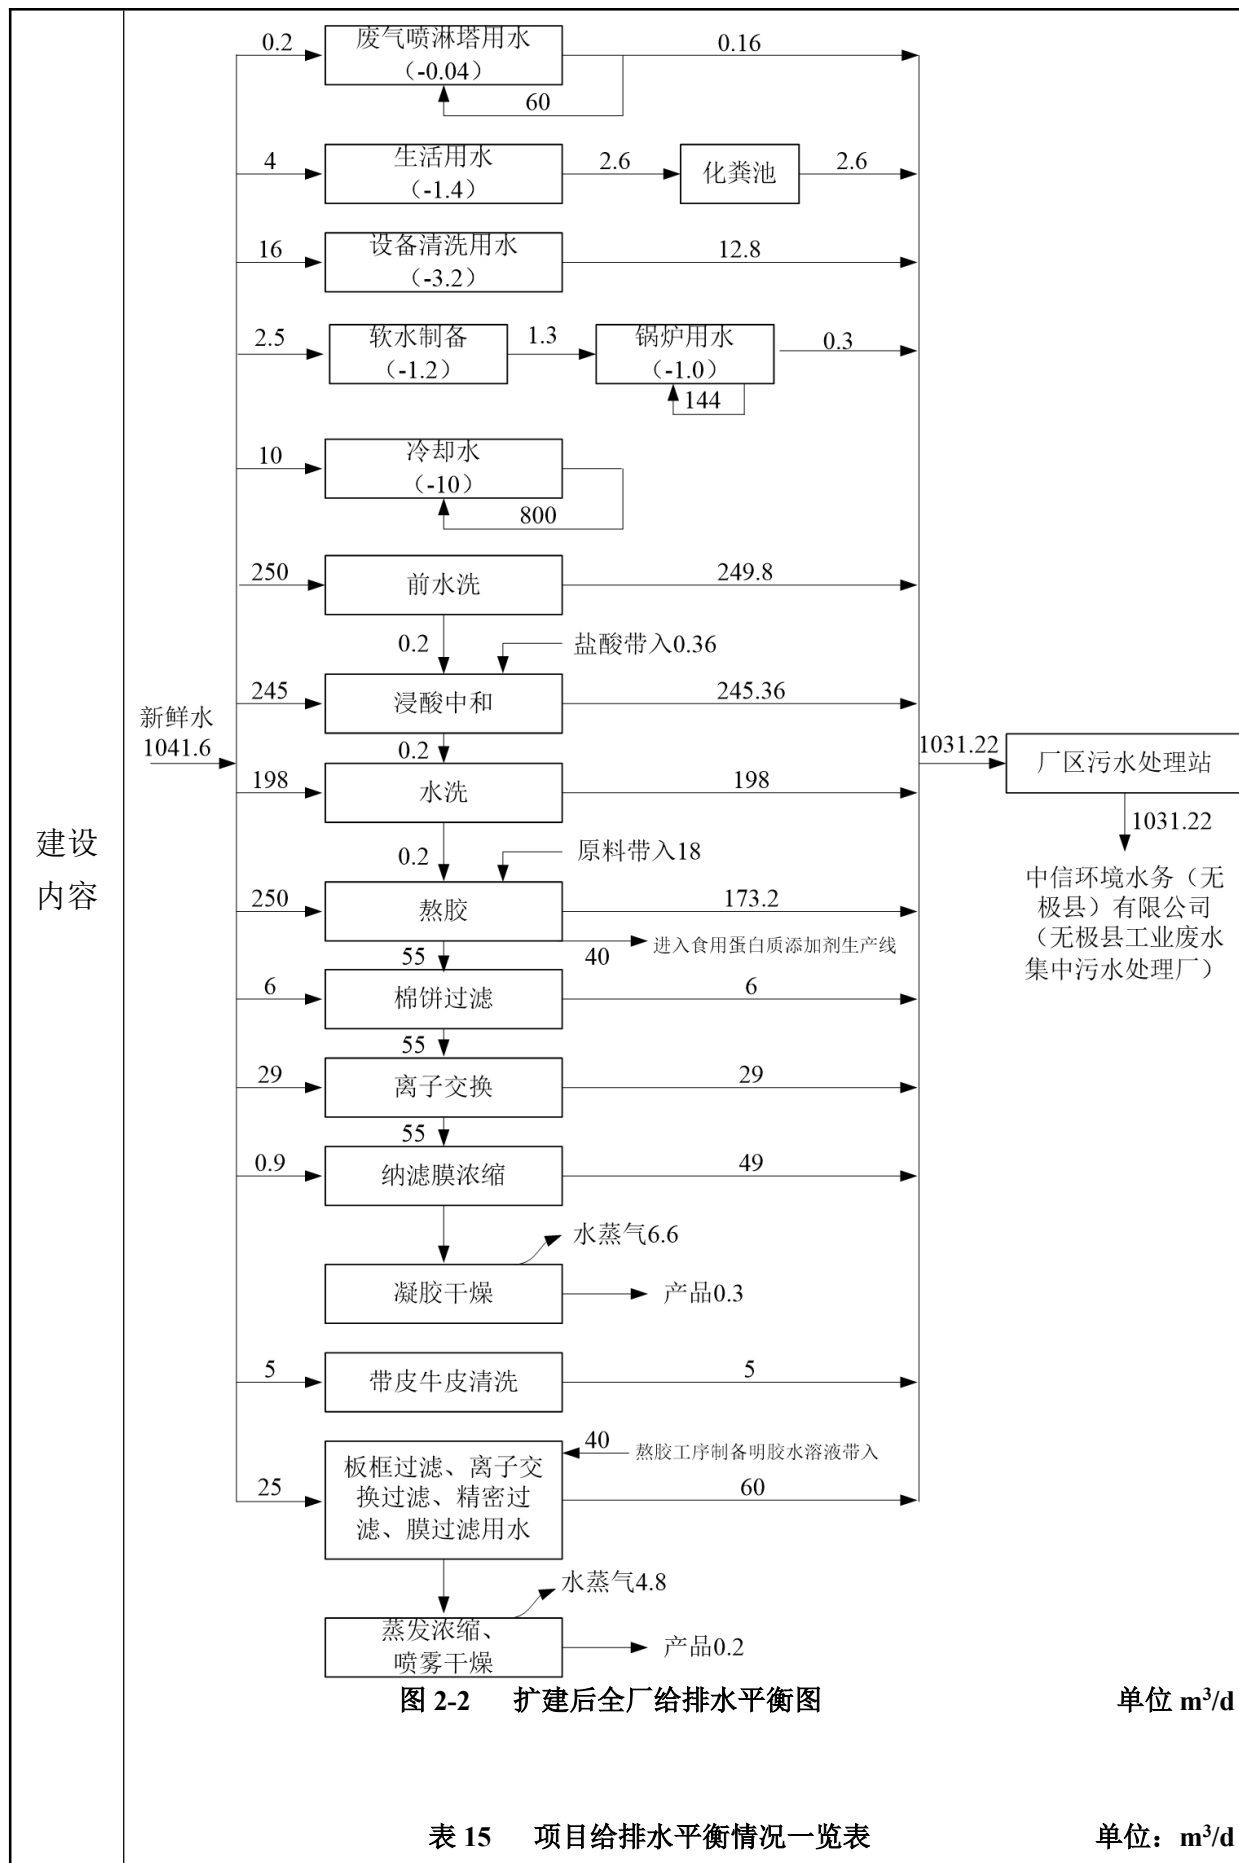 0.2
废气喷淋塔用水
（-0.04）
0.16
60
4
生活用水
（-1.4）
2.6
化粪池
2.6
16
设备清洗用水
（-3.2）
12.8
2.5
软水制备
（-1.2）
1.3
锅炉用水
（-1.0）
0.3
144
10
冷却水
（-10）
800
250
前水洗
249.8
0.2
盐酸带入0.36
245
浸酸中和
245.36
新鲜水
1041.6
0.2
1031.22
厂区污水处理站
198
水洗
198
1031.22
建设
内容
0.2
原料带入18
中信环境水务（无
极县）有限公司
（无极县工业废水
集中污水处理厂）
250
熬胶
173.2
55
40
进入食用蛋白质添加剂生产线
6
棉饼过滤
6
55
29
离子交换
29
55
0.9
纳滤膜浓缩
49
水蒸气6.6
凝胶干燥
产品0.3
5
带皮牛皮清洗
5
40
熬胶工序制备明胶水溶液带入
25
板框过滤、离子交
换过滤、精密过
滤、膜过滤用水
60
水蒸气4.8
蒸发浓缩、
喷雾干燥
产品0.2
图 2-2 扩建后全厂给排水平衡图 单位 m³/d
表 15 项目给排水平衡情况一览表 单位：m³/d